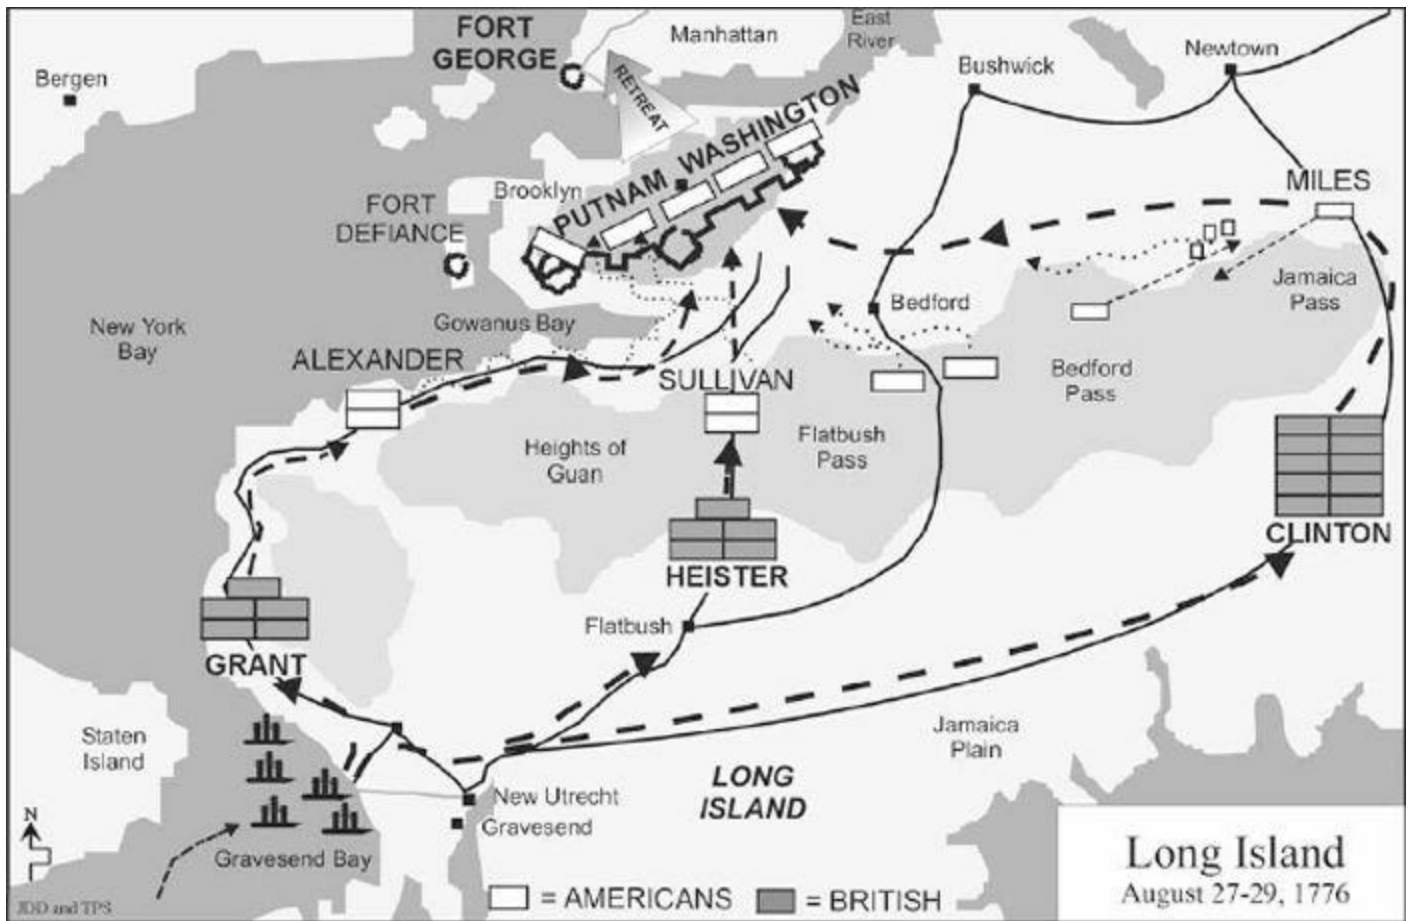 FORT
GEORGE
Manhattan
East
River
Bergen
RETREAT
Bushwick
Newtown
PUTNAM
WASHINGTON
Brooklyn
FORT
DEFIANCE
MILES
Jamaica
Pass
New York
Bay
Gowanus Bay
Bedford
ALEXANDER
SULLIVAN
Bedford
Pass
Heights of
Guan
Flatbush
Pass
CLINTON
HEISTER
Flatbush
GRANT
Staten
Island
Jamaica
Plain
LONG
ISLAND
New Utrecht
Gravesend
N
Gravesend Bay
Long Island
August 27-29, 1776
= AMERICANS
= BRITISH
JDD and TPS